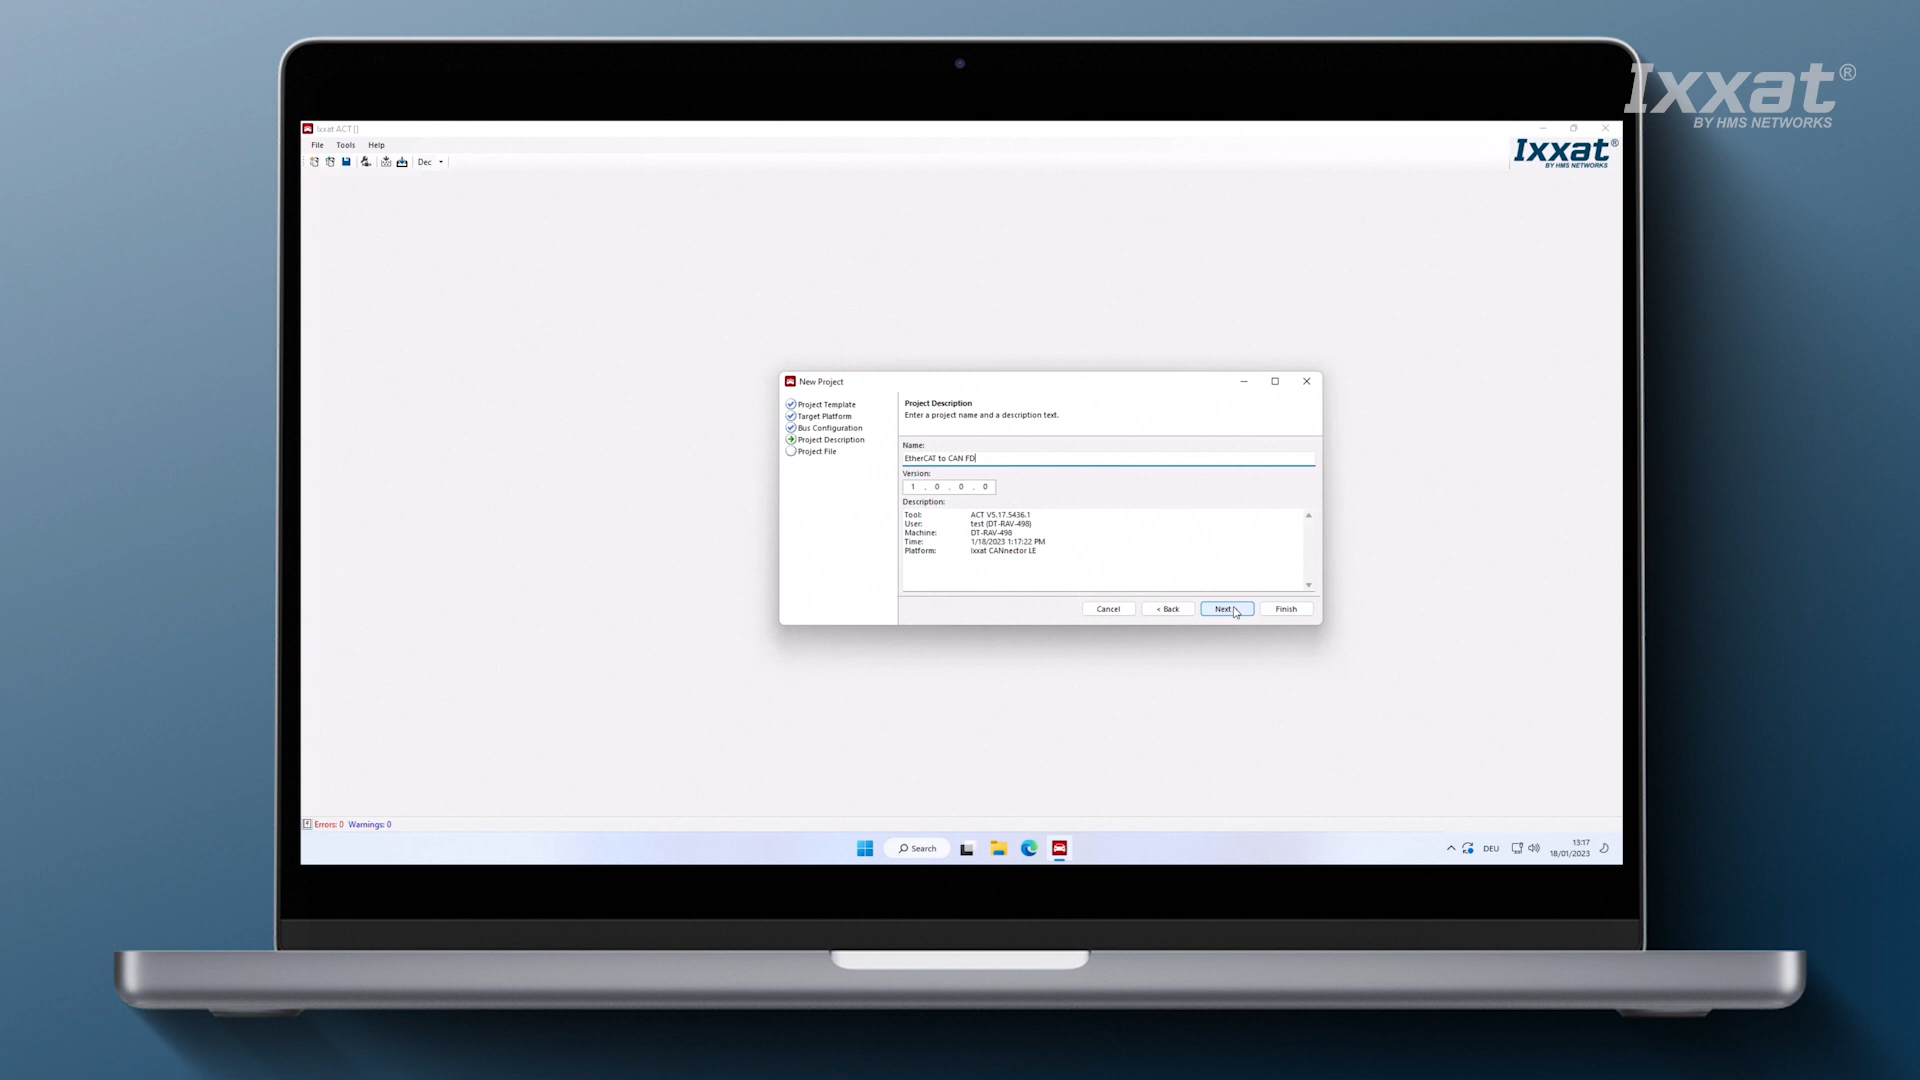 Ixxat®
BY HMS NETWORKS
Ixxat ACT []
File Tools Help
Dec
Ixxat®
BY HMS NETWORKS
New Project
Project Template
Target Platform
Bus Configuration
Project Description
Project File
Project Description
Enter a project name and a description text.
Name:
EtherCAT to CAN FD
Version:
1 . 0 . 0 . 0
Description:
Tool: ACT V5.17.5436.1
User: test (DT-RAV-498)
Machine: DT-RAV-498
Time: 1/18/2023 1:17:22 PM
Platform: Ixxat CANnector LE
Cancel < Back Next Finish
Errors: 0 Warnings: 0
Search
DEU
13:17
18/01/2023